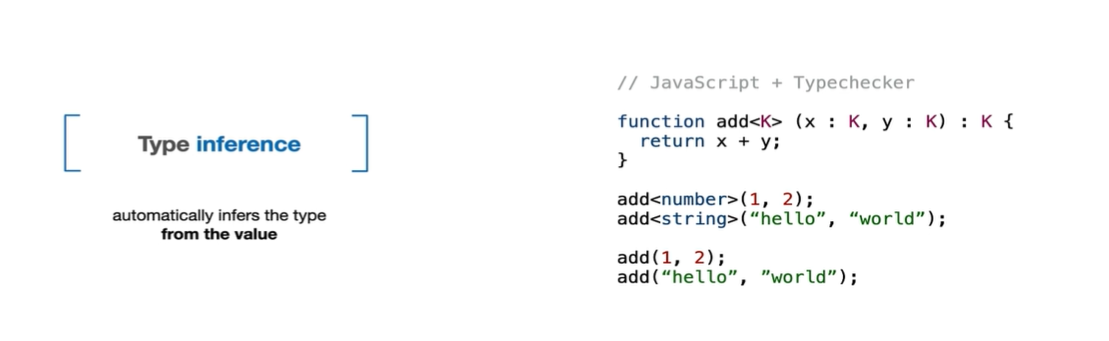 Type inference
automatically infers the type
from the value
// JavaScript + Typechecker
function add<K> (x : K, y : K) : K {
  return x + y;
}
add<number>(1, 2);
add<string>(“hello”, “world”);
add(1, 2);
add(“hello”, ”world”);